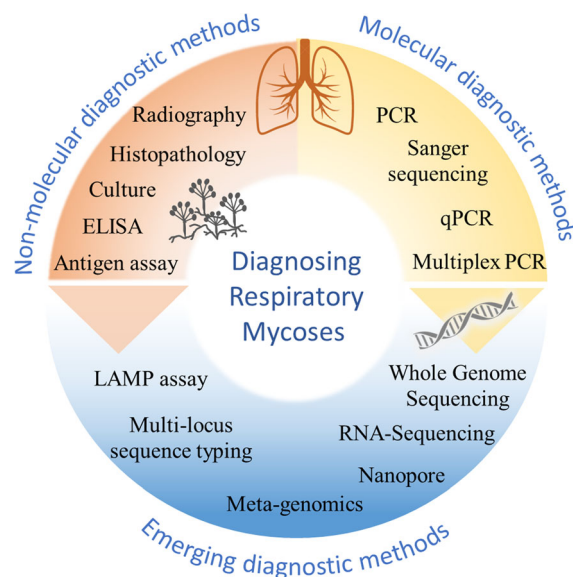 Non-molecular diagnostic methods
Molecular diagnostic methods
Radiography
Histopathology
Culture
ELISA
Antigen assay
PCR
Sanger
sequencing
qPCR
Multiplex PCR
Diagnosing
Respiratory
Mycoses
LAMP assay
Multi-locus
sequence typing
Meta-genomics
Whole Genome
Sequencing
RNA-Sequencing
Nanopore
Emerging diagnostic methods